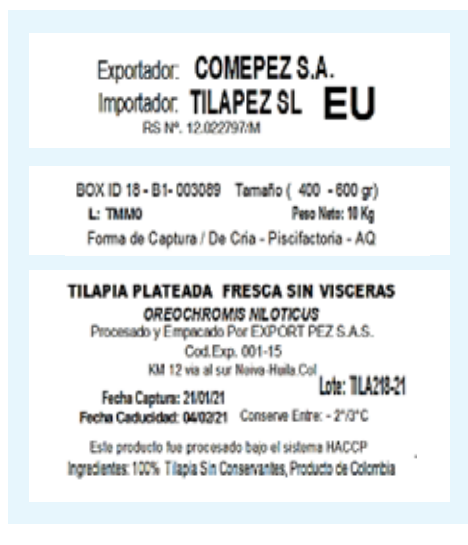 Exportador: COMEPEZ S.A.
Importador: TILAPEZ SL EU
RS Nº. 12.022797/M
BOX ID 18 - B1- 003089 Tamaño ( 400 - 600 gr)
L: TMM0 Peso Neto: 10 Kg
Forma de Captura / De Cria - Piscifactoria - AQ
TILAPIA PLATEADA FRESCA SIN VISCERAS
OREOCHROMIS NILOTICUS
Procesado y Empacado Por EXPORT PEZ S.A.S.
Cod.Exp. 001-15
KM 12 via al sur Neiva-Huila.Col
Lote: TILA218-21
Fecha Captura: 21/01/21
Fecha Caducidad: 04/02/21 Conserve Entre: - 2°/3°C
Este producto fue procesado bajo el sistema HACCP
Ingredientes: 100% Tilapia Sin Conservantes, Producto de Colombia